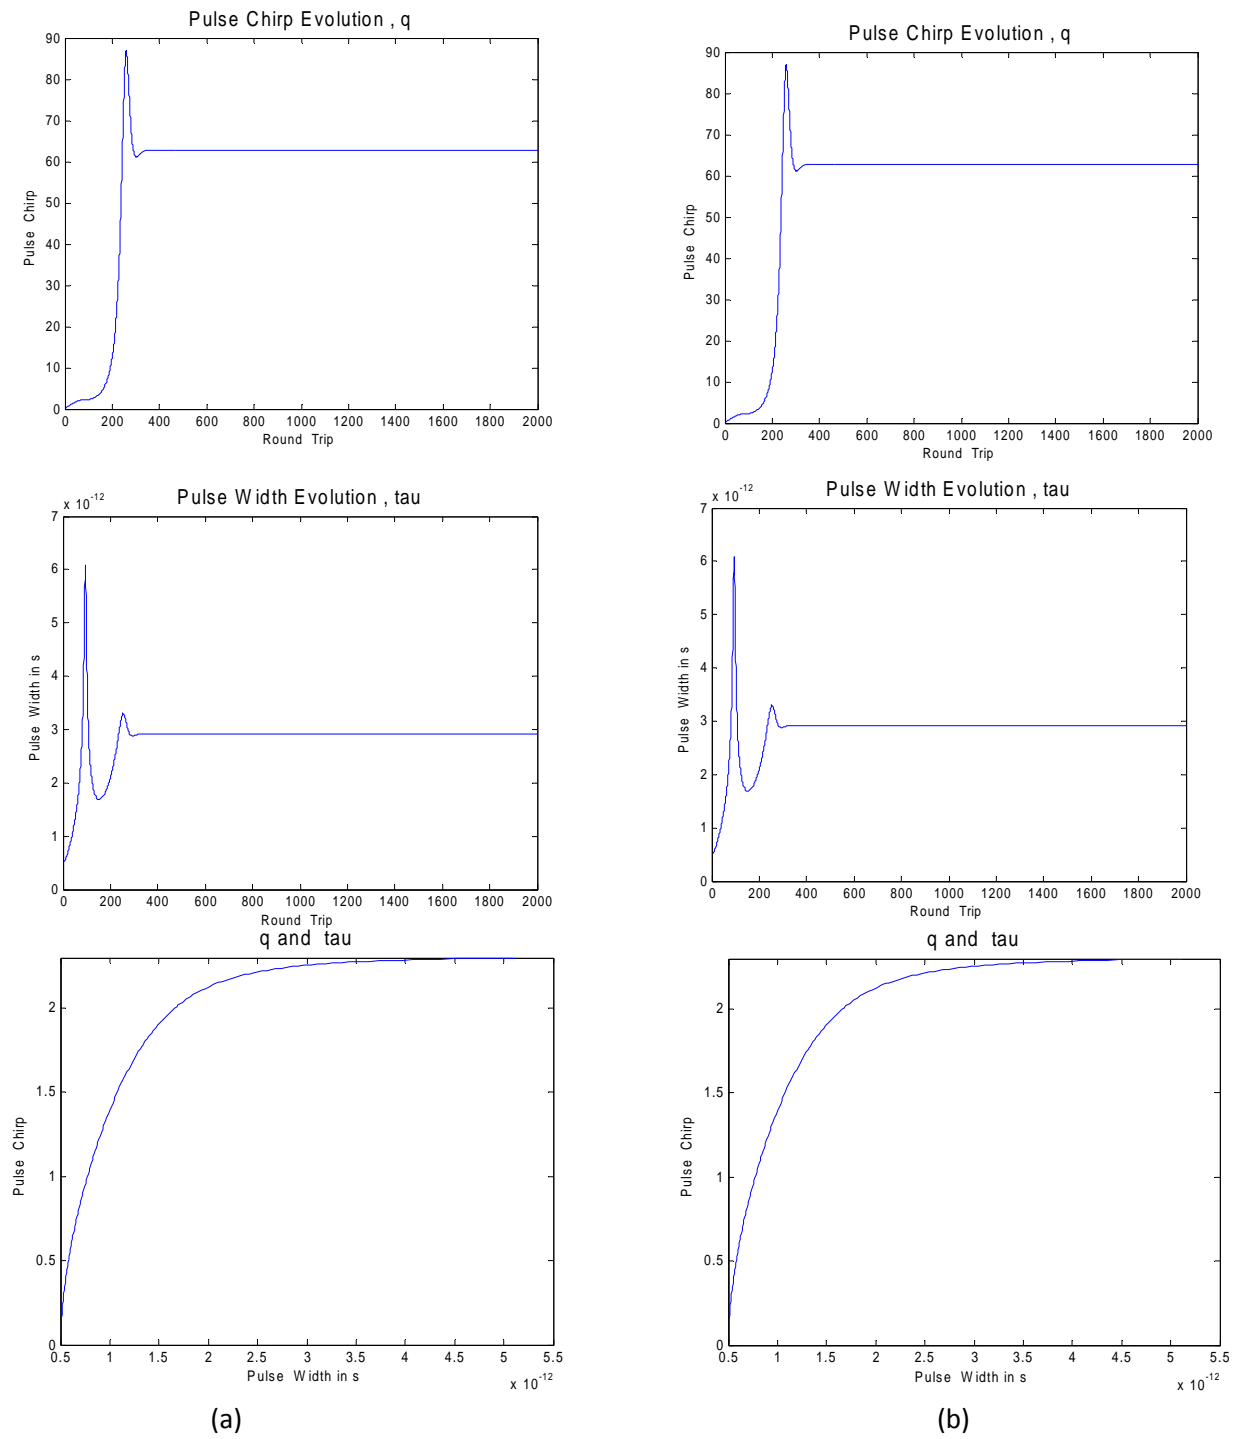 Pulse Chirp Evolution , q
90
80
70
60
50
40
30
20
10
0
Pulse Chirp
0 200 400 600 800 1000 1200 1400 1600 1800 2000
Round Trip
Pulse Chirp Evolution , q
90
80
70
60
50
40
30
20
10
0
Pulse Chirp
0 200 400 600 800 1000 1200 1400 1600 1800 2000
Round Trip
x 10-12
Pulse Width Evolution , tau
7
6
5
4
3
2
1
0
Pulse Width in s
0 200 400 600 800 1000 1200 1400 1600 1800 2000
Round Trip
x 10-12
Pulse Width Evolution , tau
7
6
5
4
3
2
1
0
Pulse Width in s
0 200 400 600 800 1000 1200 1400 1600 1800 2000
Round Trip
q and tau
2
1.5
1
0.5
0
Pulse Chirp
0.5 1 1.5 2 2.5 3 3.5 4 4.5 5 5.5
Pulse Width in s
x 10-12
(a)
q and tau
2
1.5
1
0.5
0
Pulse Chirp
0.5 1 1.5 2 2.5 3 3.5 4 4.5 5 5.5
Pulse Width in s
x 10-12
(b)